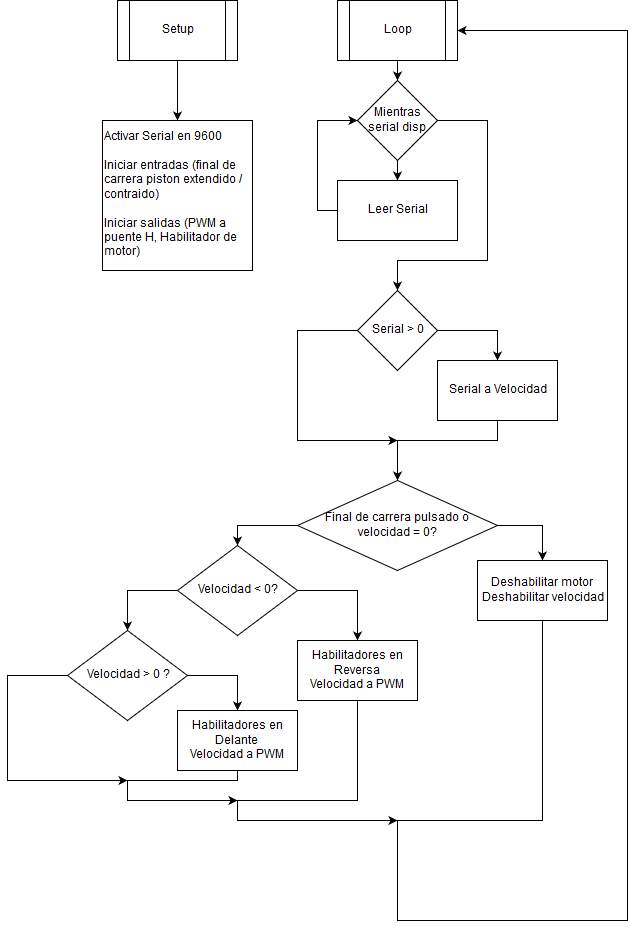 Setup
Activar Serial en 9600
Iniciar entradas (final de
carrera piston extendido /
contraido)
Iniciar salidas (PWM a
puente H, Habilitador de
motor)
Loop
Mientras
serial disp
Leer Serial
Serial > 0
Serial a Velocidad
Final de carrera pulsado o
velocidad = 0?
Deshabilitar motor
Deshabilitar velocidad
Velocidad < 0?
Habilitadores en
Reversa
Velocidad a PWM
Velocidad > 0 ?
Habilitadores en
Delante
Velocidad a PWM